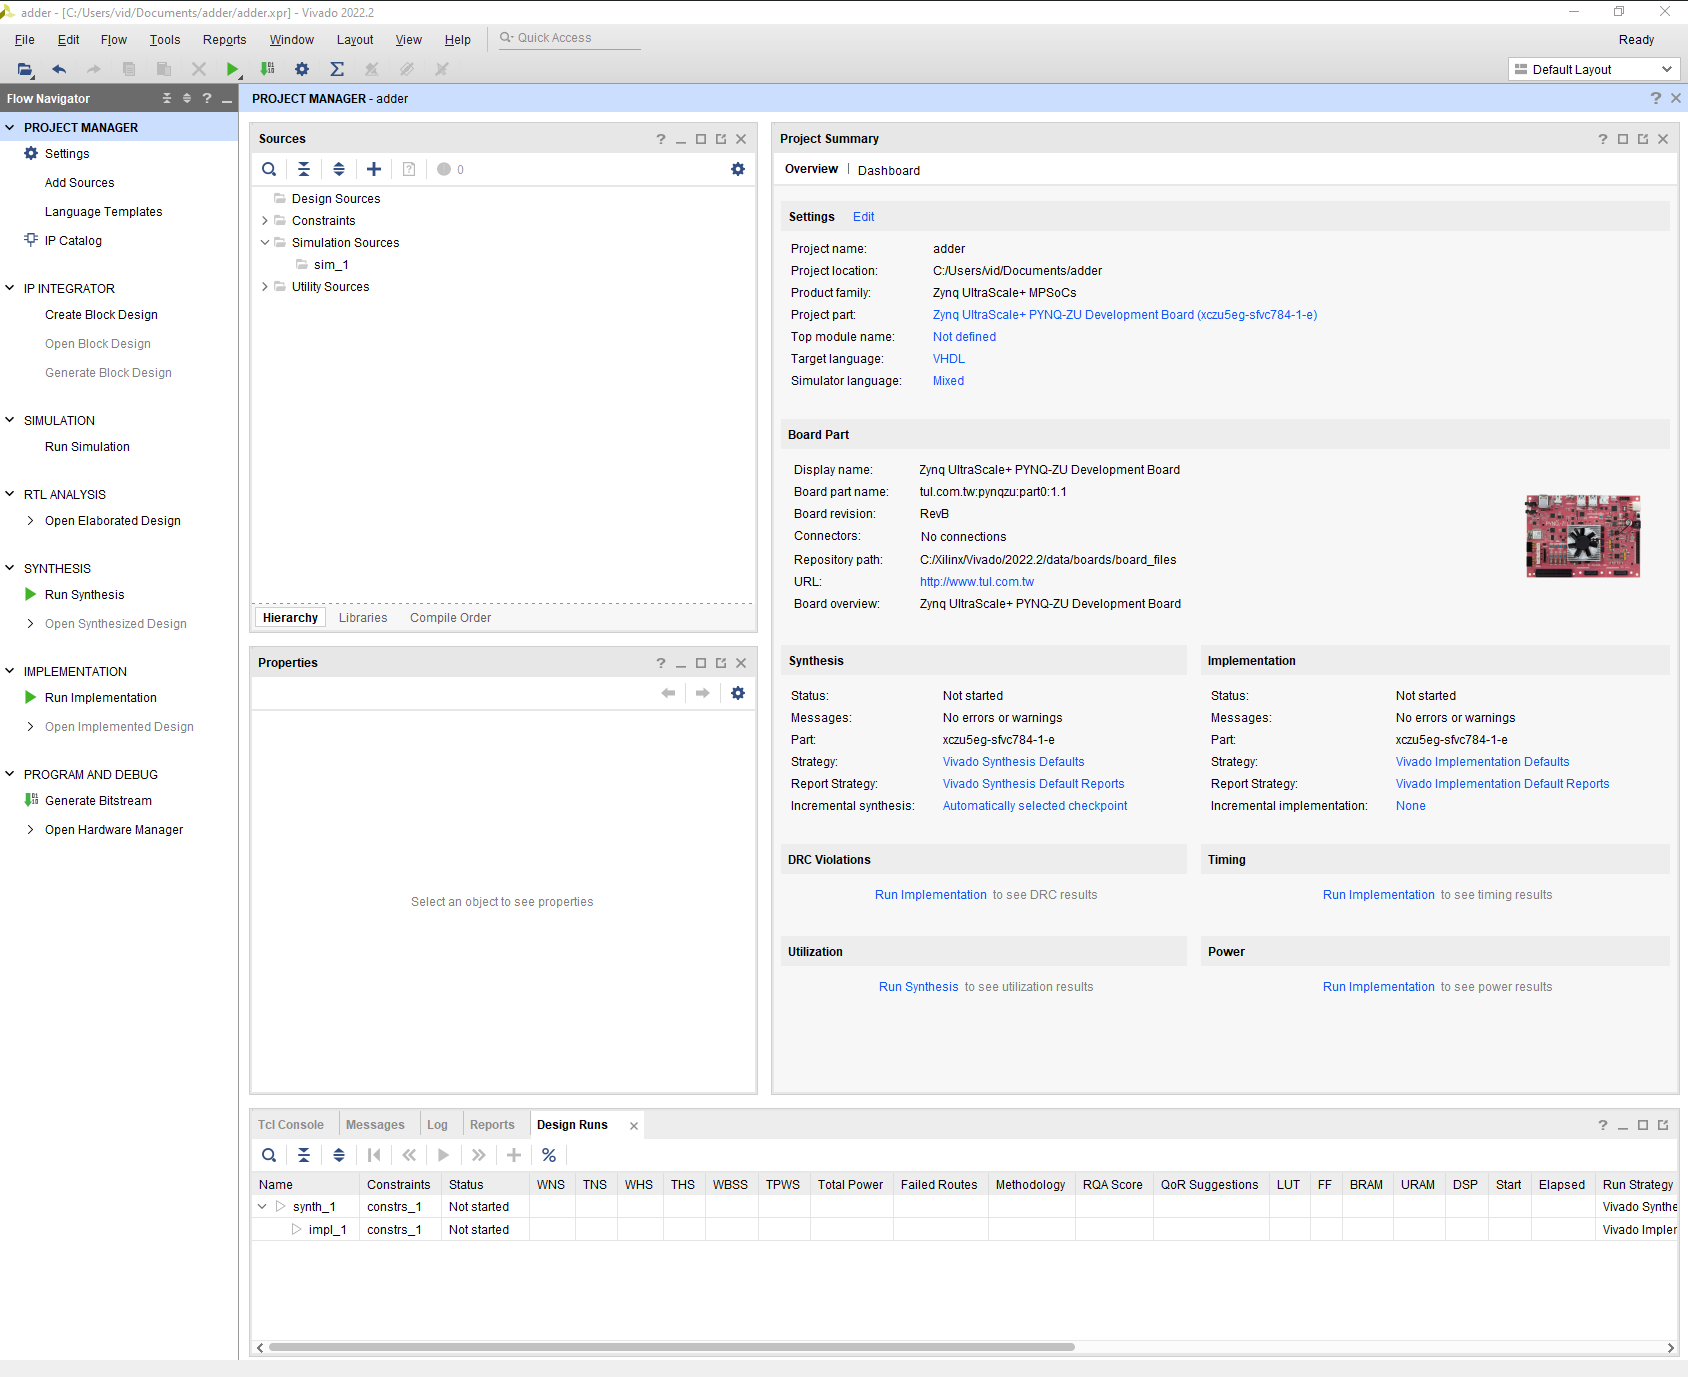 adder - [C:/Users/vid/Documents/adder/adder.xpr] - Vivado 2022.2
File Edit Flow Tools Reports Window Layout View Help Quick Access Ready
Default Layout
Flow Navigator
PROJECT MANAGER
Settings
Add Sources
Language Templates
IP Catalog
IP INTEGRATOR
Create Block Design
Open Block Design
Generate Block Design
SIMULATION
Run Simulation
RTL ANALYSIS
Open Elaborated Design
SYNTHESIS
Run Synthesis
Open Synthesized Design
IMPLEMENTATION
Run Implementation
Open Implemented Design
PROGRAM AND DEBUG
Generate Bitstream
Open Hardware Manager
PROJECT MANAGER - adder
Sources
0
Design Sources
Constraints
Simulation Sources
sim_1
Utility Sources
Hierarchy Libraries Compile Order
Properties
Select an object to see properties
Project Summary
Overview | Dashboard
Settings Edit
Project name: adder
Project location: C:/Users/vid/Documents/adder
Product family: Zynq UltraScale+ MPSoCs
Project part: Zynq UltraScale+ PYNQ-ZU Development Board (xczu5eg-sfvc784-1-e)
Top module name: Not defined
Target language: VHDL
Simulator language: Mixed
Board Part
Display name: Zynq UltraScale+ PYNQ-ZU Development Board
Board part name: tul.com.tw:pynqzu:part0:1.1
Board revision: RevB
Connectors: No connections
Repository path: C:/Xilinx/Vivado/2022.2/data/boards/board_files
URL: http://www.tul.com.tw
Board overview: Zynq UltraScale+ PYNQ-ZU Development Board
Synthesis
Status: Not started
Messages: No errors or warnings
Part: xczu5eg-sfvc784-1-e
Strategy: Vivado Synthesis Defaults
Report Strategy: Vivado Synthesis Default Reports
Incremental synthesis: Automatically selected checkpoint
Implementation
Status: Not started
Messages: No errors or warnings
Part: xczu5eg-sfvc784-1-e
Strategy: Vivado Implementation Defaults
Report Strategy: Vivado Implementation Default Reports
Incremental implementation: None
DRC Violations
Run Implementation to see DRC results
Timing
Run Implementation to see timing results
Utilization
Run Synthesis to see utilization results
Power
Run Implementation to see power results
Tcl Console Messages Log Reports Design Runs
Name Constraints Status WNS TNS WHS THS WBSS TPWS Total Power Failed Routes Methodology RQA Score QoR Suggestions LUT FF BRAM URAM DSP Start Elapsed Run Strategy
synth_1 constrs_1 Not started Vivado Synthe
impl_1 constrs_1 Not started Vivado Impler